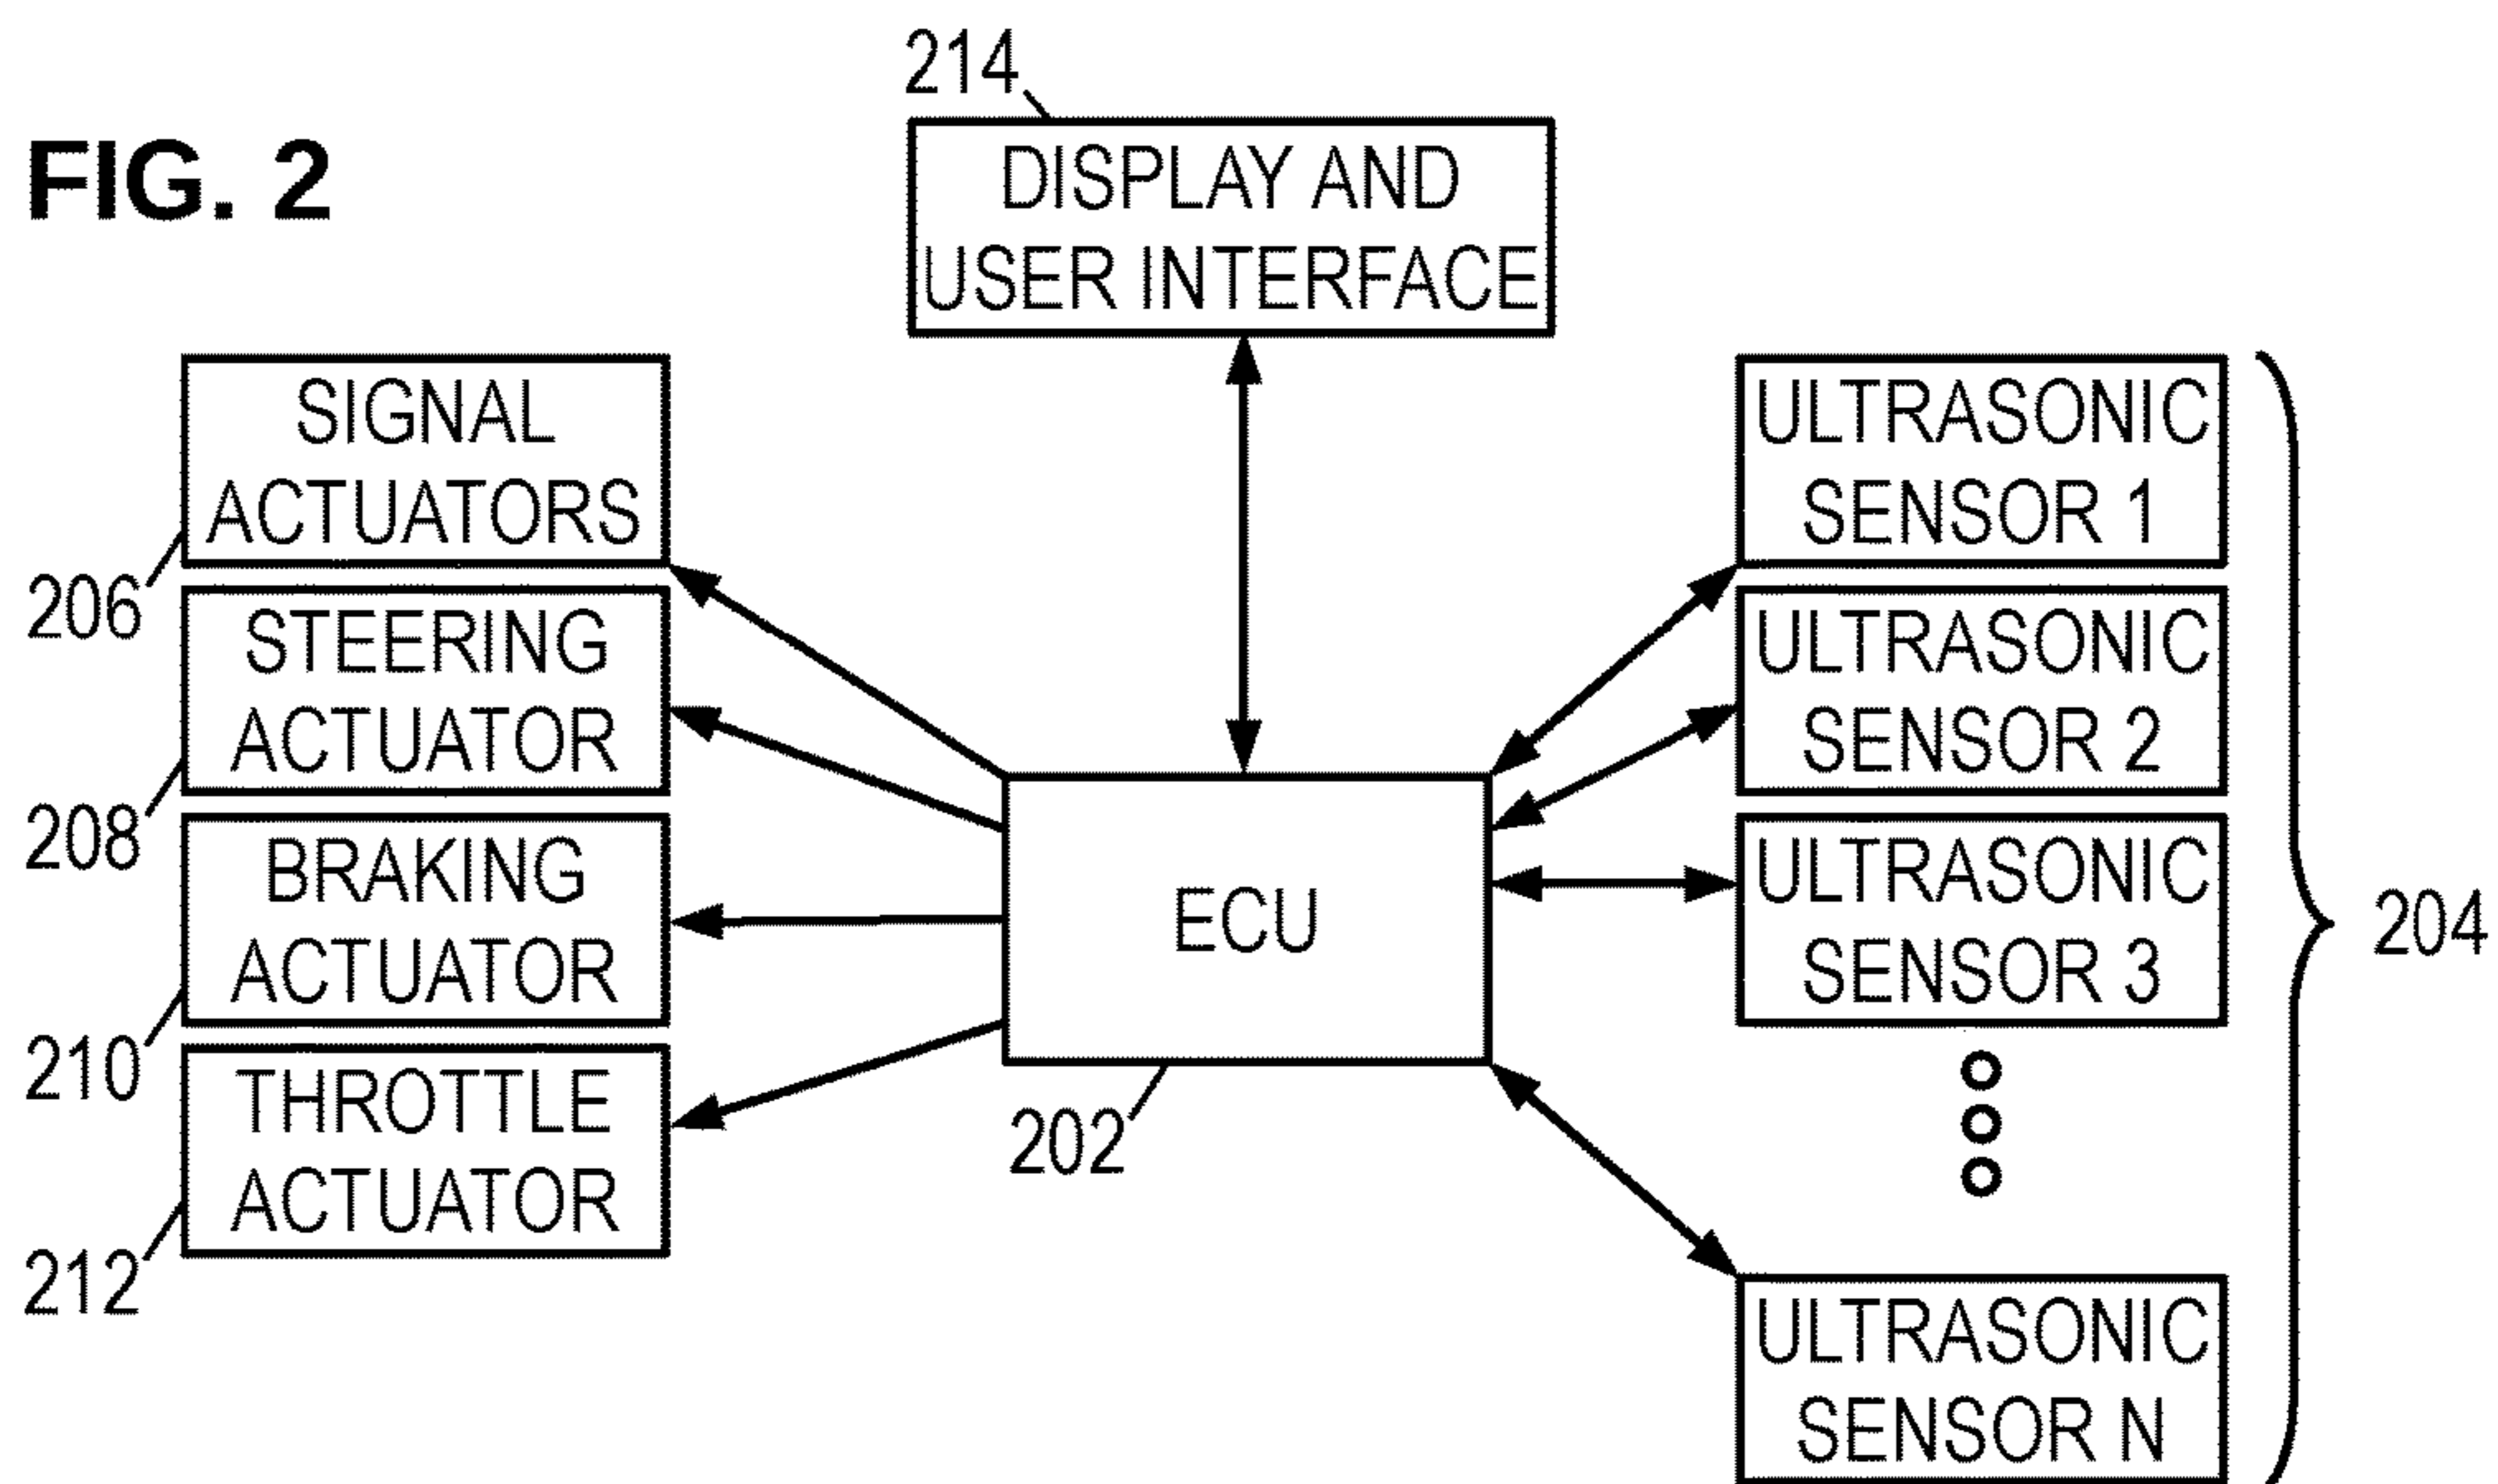 FIG. 2
214
DISPLAY AND
USER INTERFACE
SIGNAL
ACTUATORS
206
STEERING
ACTUATOR
208
BRAKING
ACTUATOR
210
THROTTLE
ACTUATOR
212
ECU
202
ULTRASONIC
SENSOR 1
ULTRASONIC
SENSOR 2
ULTRASONIC
SENSOR 3
ULTRASONIC
SENSOR N
204